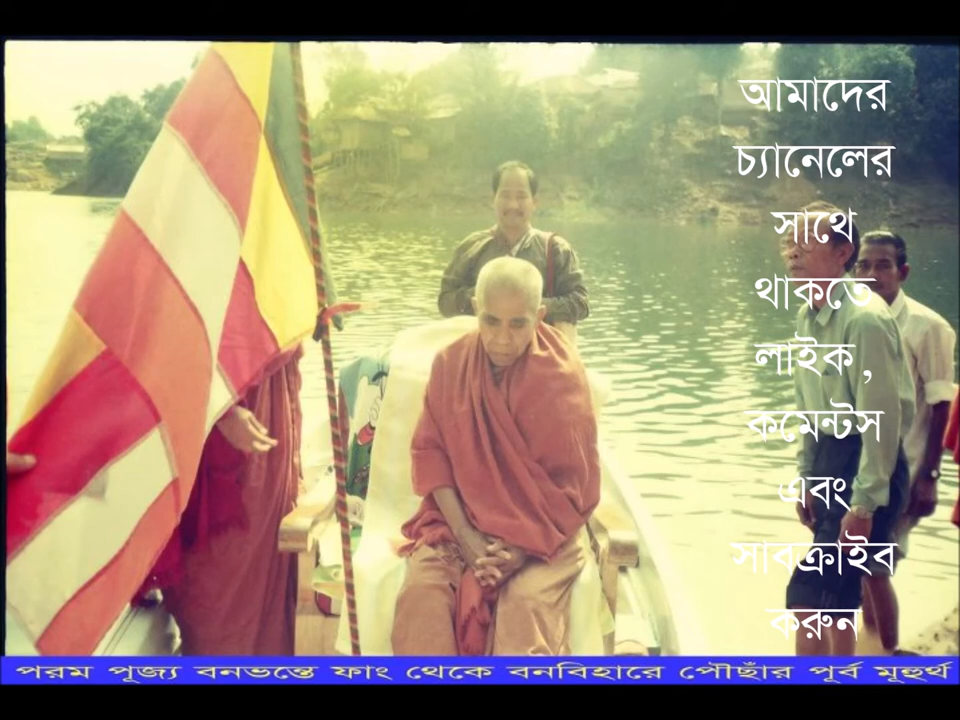 আমাদের
চ্যানেলের
সাথে
থাকতে
লাইক,
কমেন্টস
এবং
সাবক্রাইব
করুন
পরম পূজ্য বনভন্তে ফাং থেকে বনবিহারে পৌছাঁর পূর্ব মূহুর্থ